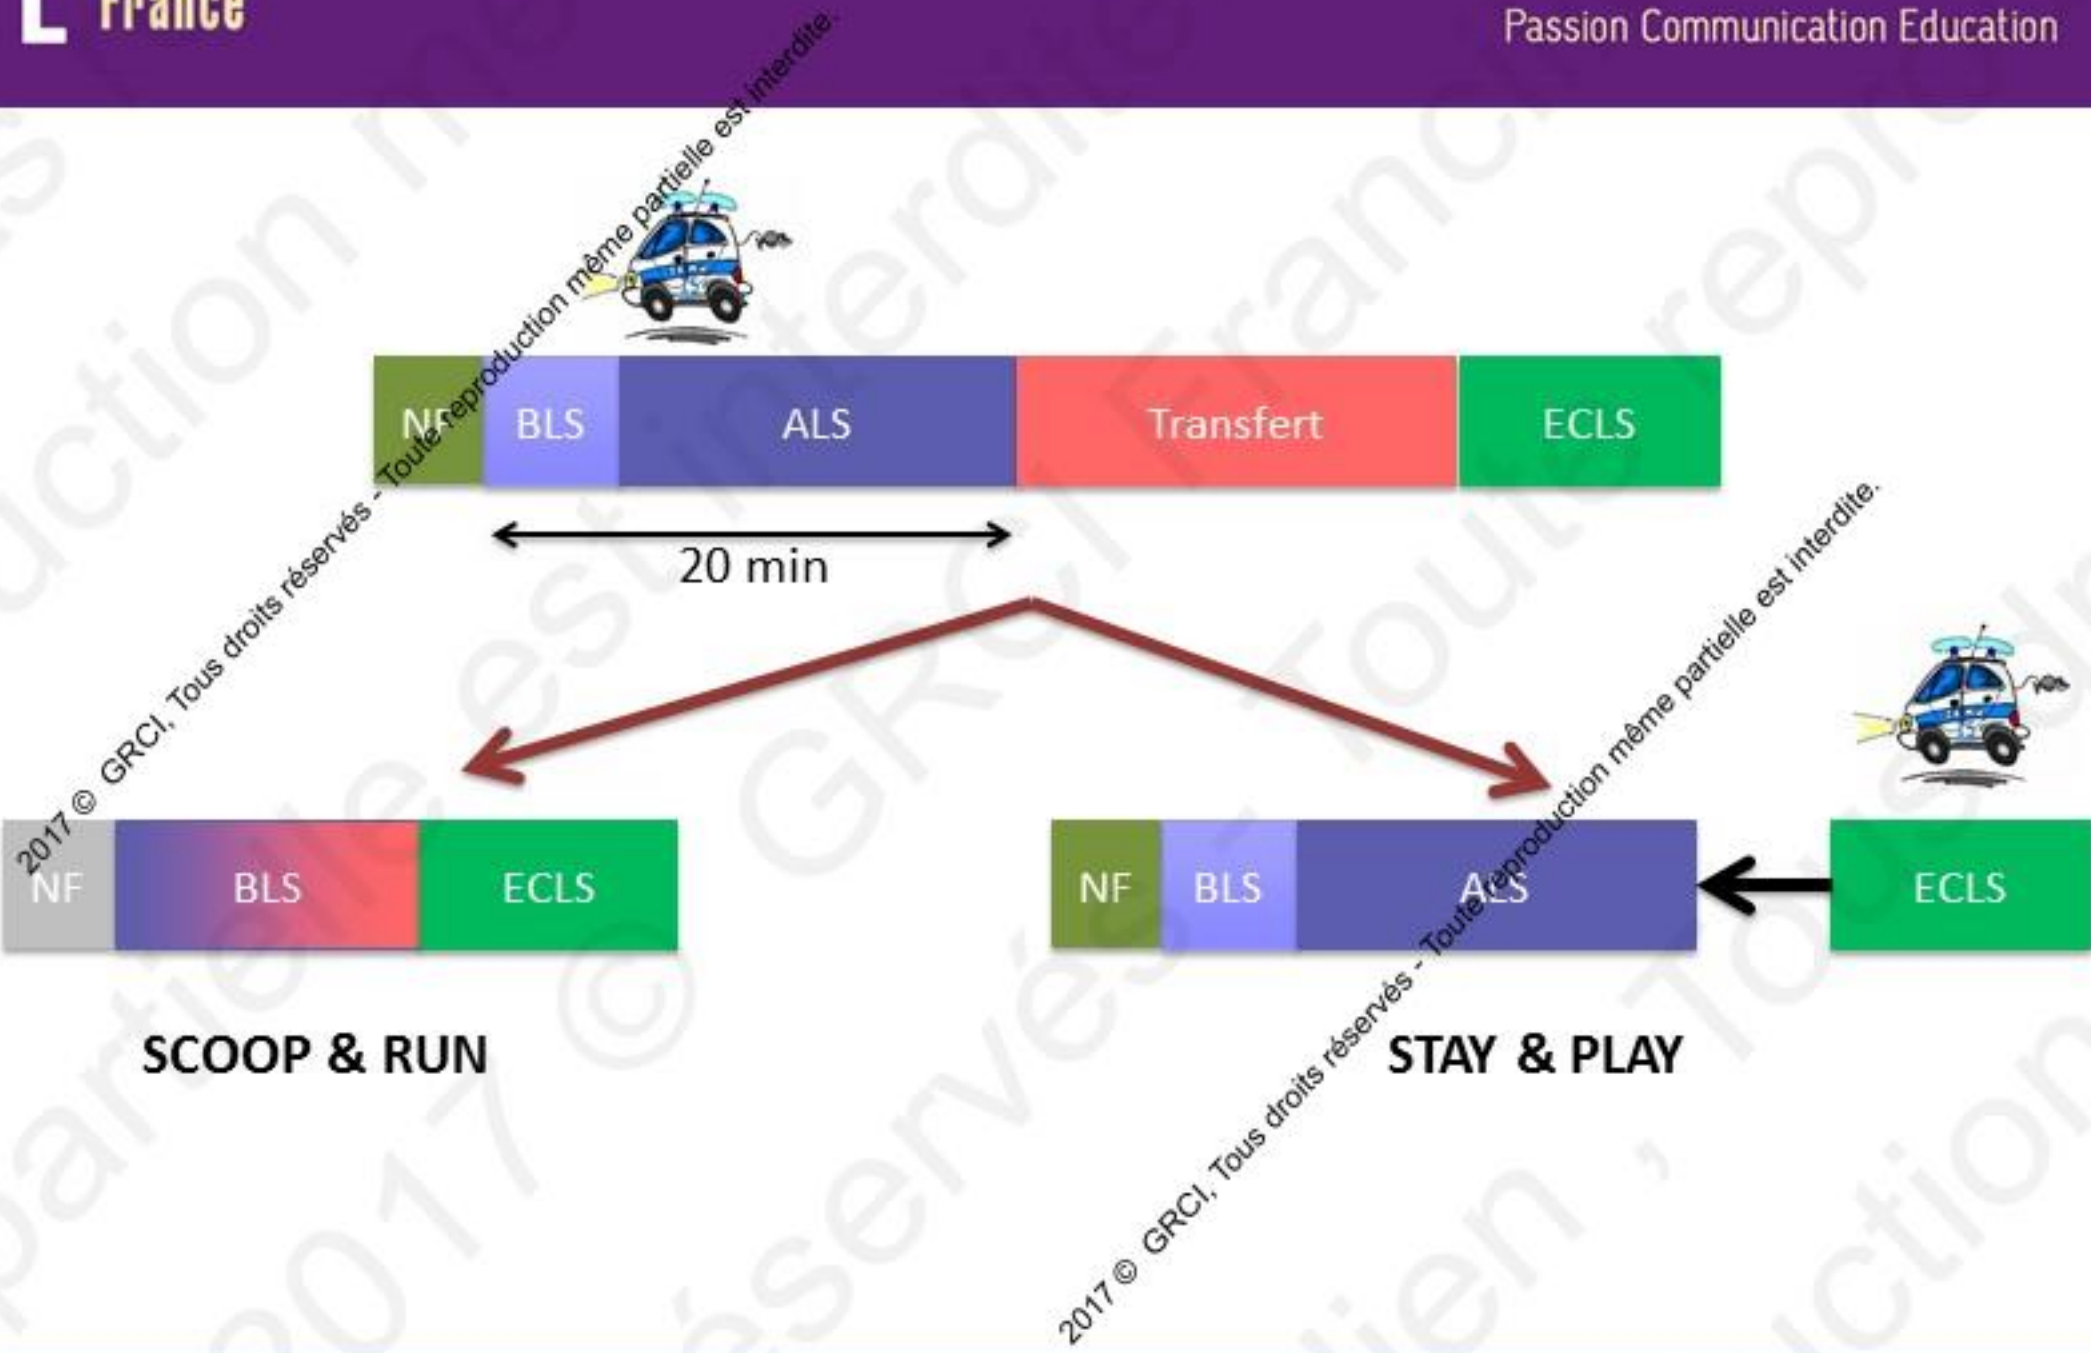 France
Passion Communication Education
NF BLS ALS Transfert ECLS
20 min
NF BLS ECLS
NF BLS ALS ECLS
SCOOP & RUN
STAY & PLAY
2017 © GRCI, Tous droits réservés - Toute reproduction même partielle est interdite.
2017 © GRCI, Tous droits réservés - Toute reproduction même partielle est interdite.